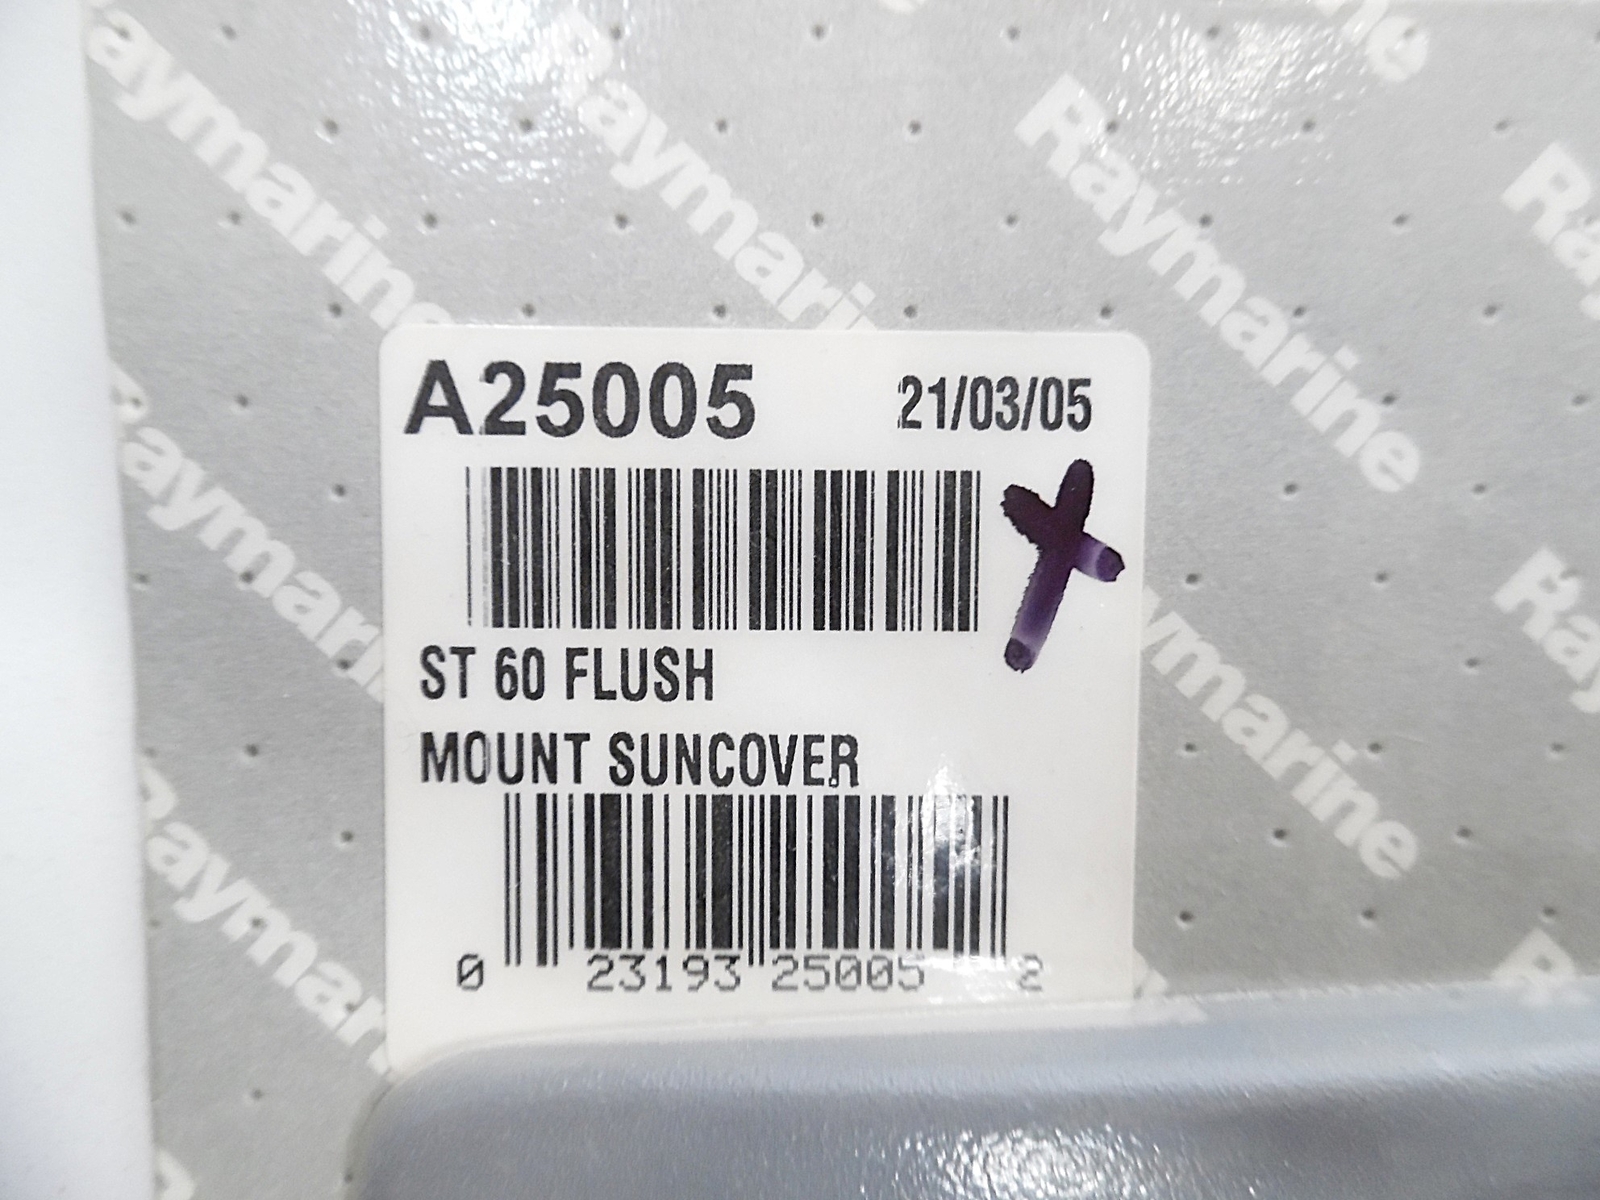 Raymarine
Raymarine
Raymarine
A25005 21/03/05
ST 60 FLUSH
MOUNT SUNCOVER
0 23193 25005 2
Raymarine
Raymarine
Raymarine